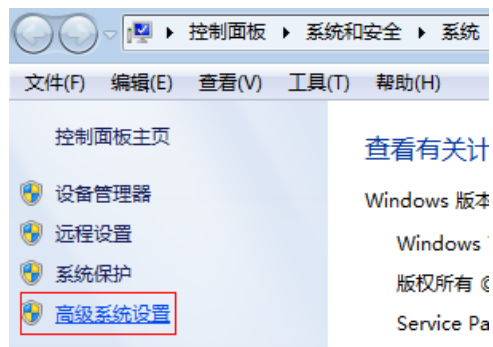 控制面板 ▸ 系统和安全 ▸ 系统
文件(F) 编辑(E) 查看(V) 工具(T) 帮助(H)
控制面板主页
设备管理器
远程设置
系统保护
高级系统设置
查看有关计
Windows 版本
Windows
版权所有 ©
Service Pa